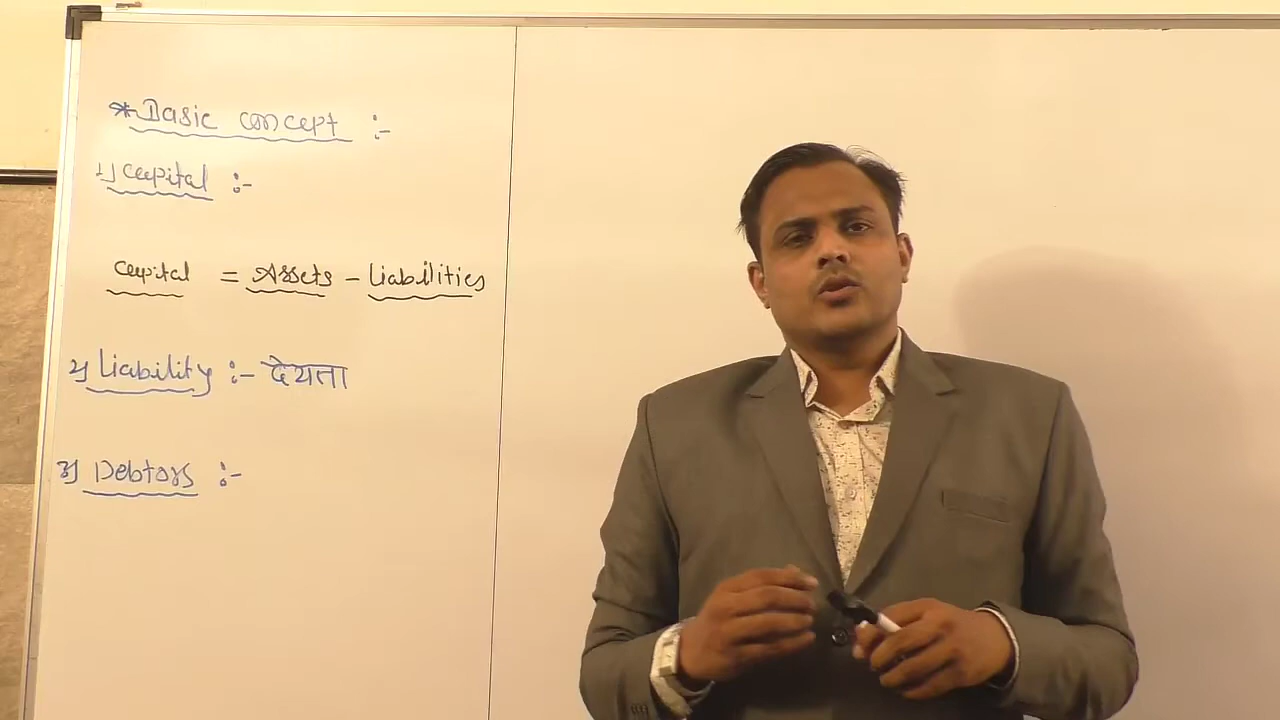 * Basic concept :-
1) Capital :-
Capital = Assets - Liabilities
2) Liability :- देयता
3) Debtors :-